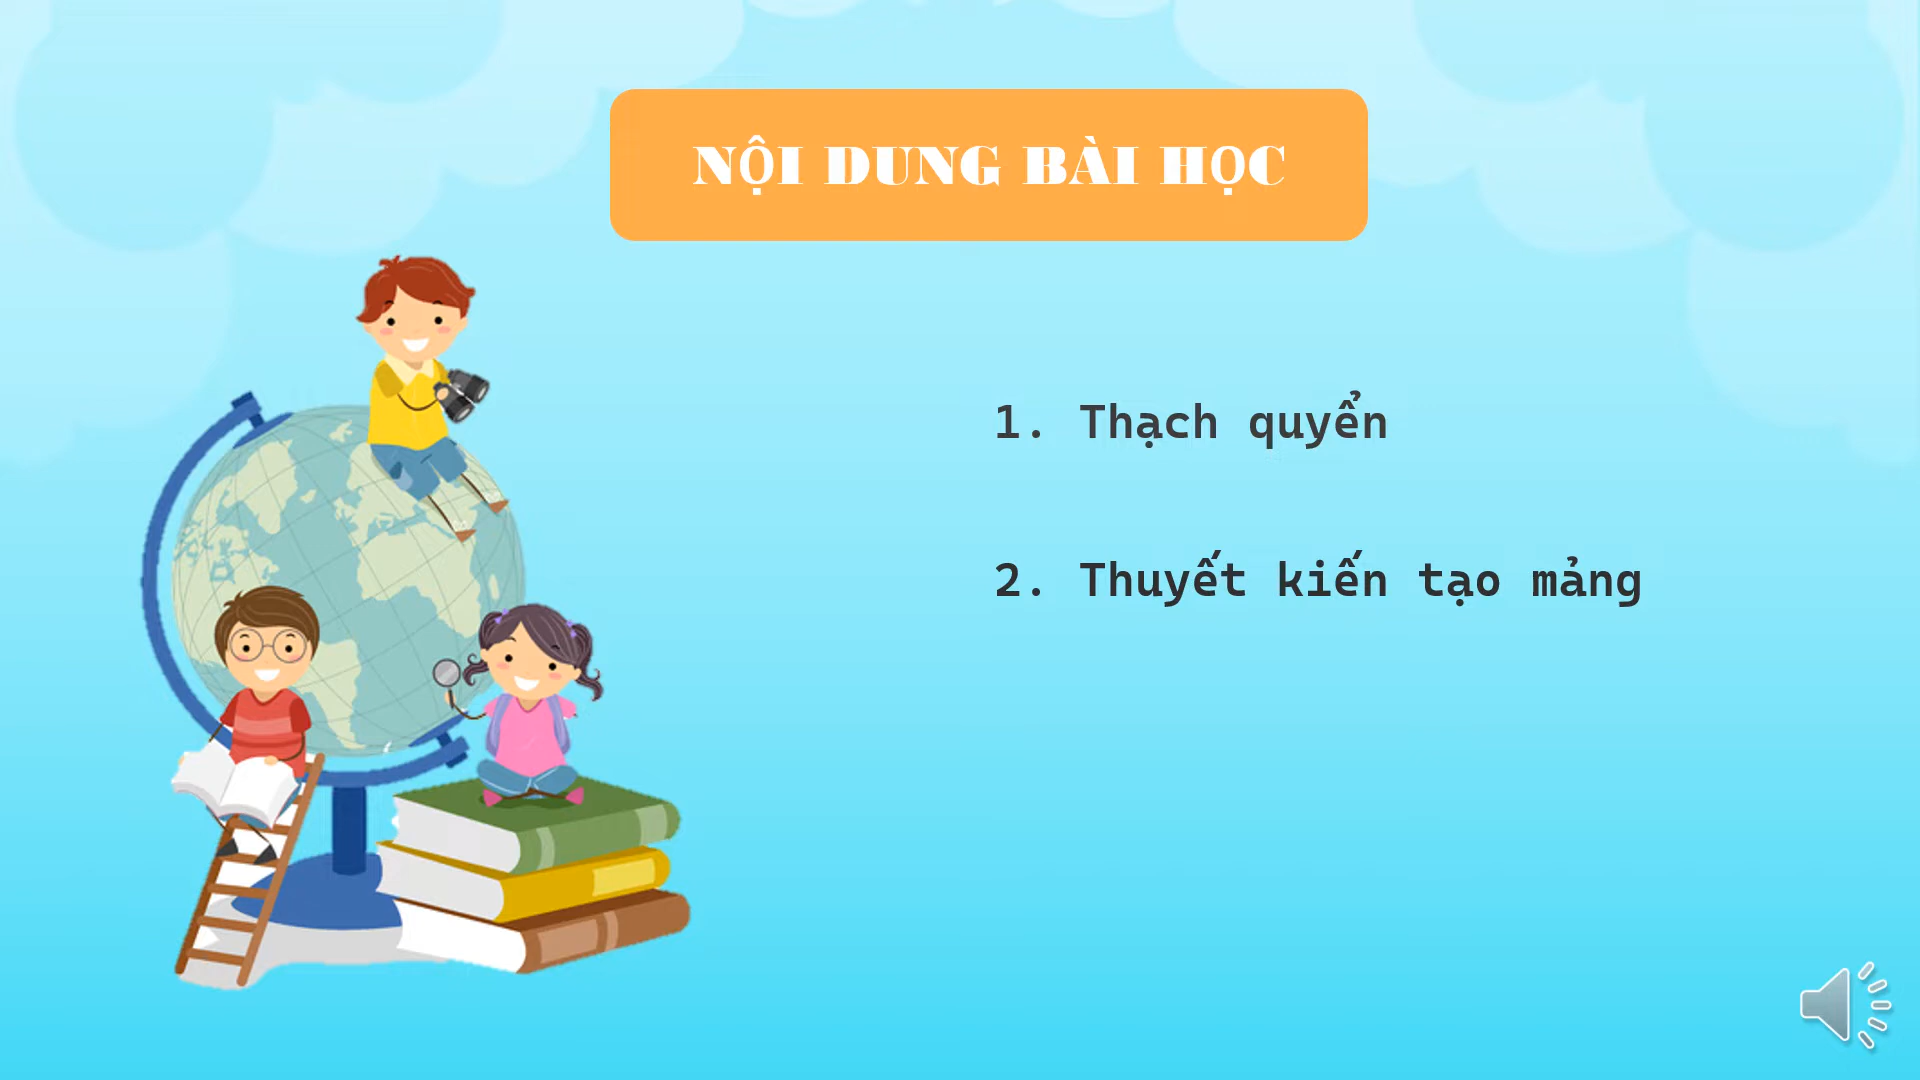 NỘI DUNG BÀI HỌC
1. Thạch quyển
2. Thuyết kiến tạo mảng